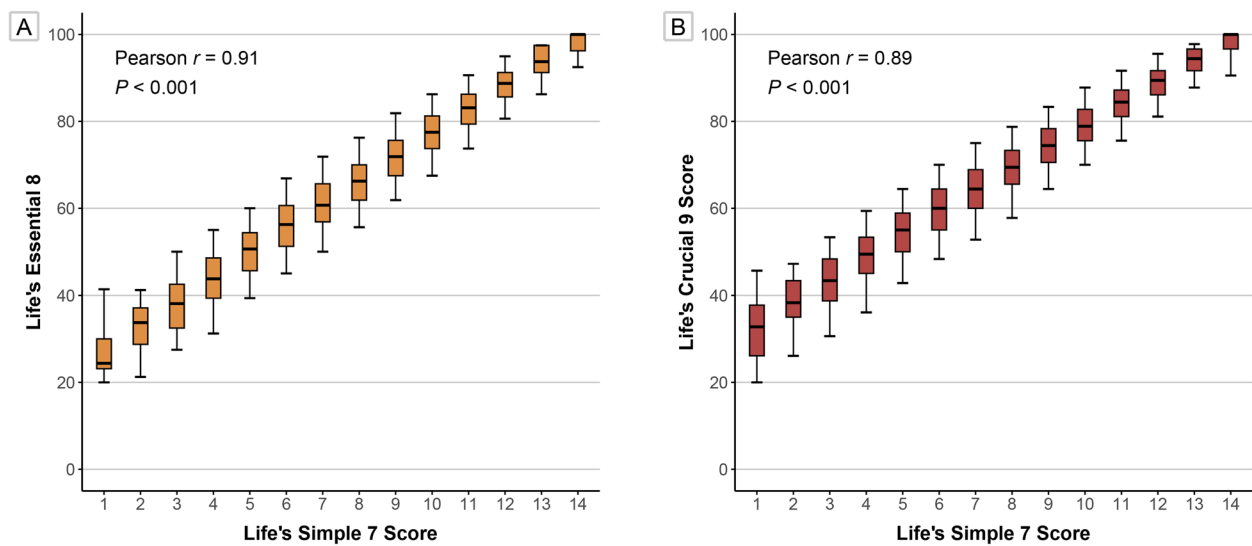 A
Pearson r = 0.91
P < 0.001
Life's Essential 8
100
80
60
40
20
0
1 2 3 4 5 6 7 8 9 10 11 12 13 14
Life's Simple 7 Score
B
Pearson r = 0.89
P < 0.001
Life's Crucial 9 Score
100
80
60
40
20
0
1 2 3 4 5 6 7 8 9 10 11 12 13 14
Life's Simple 7 Score